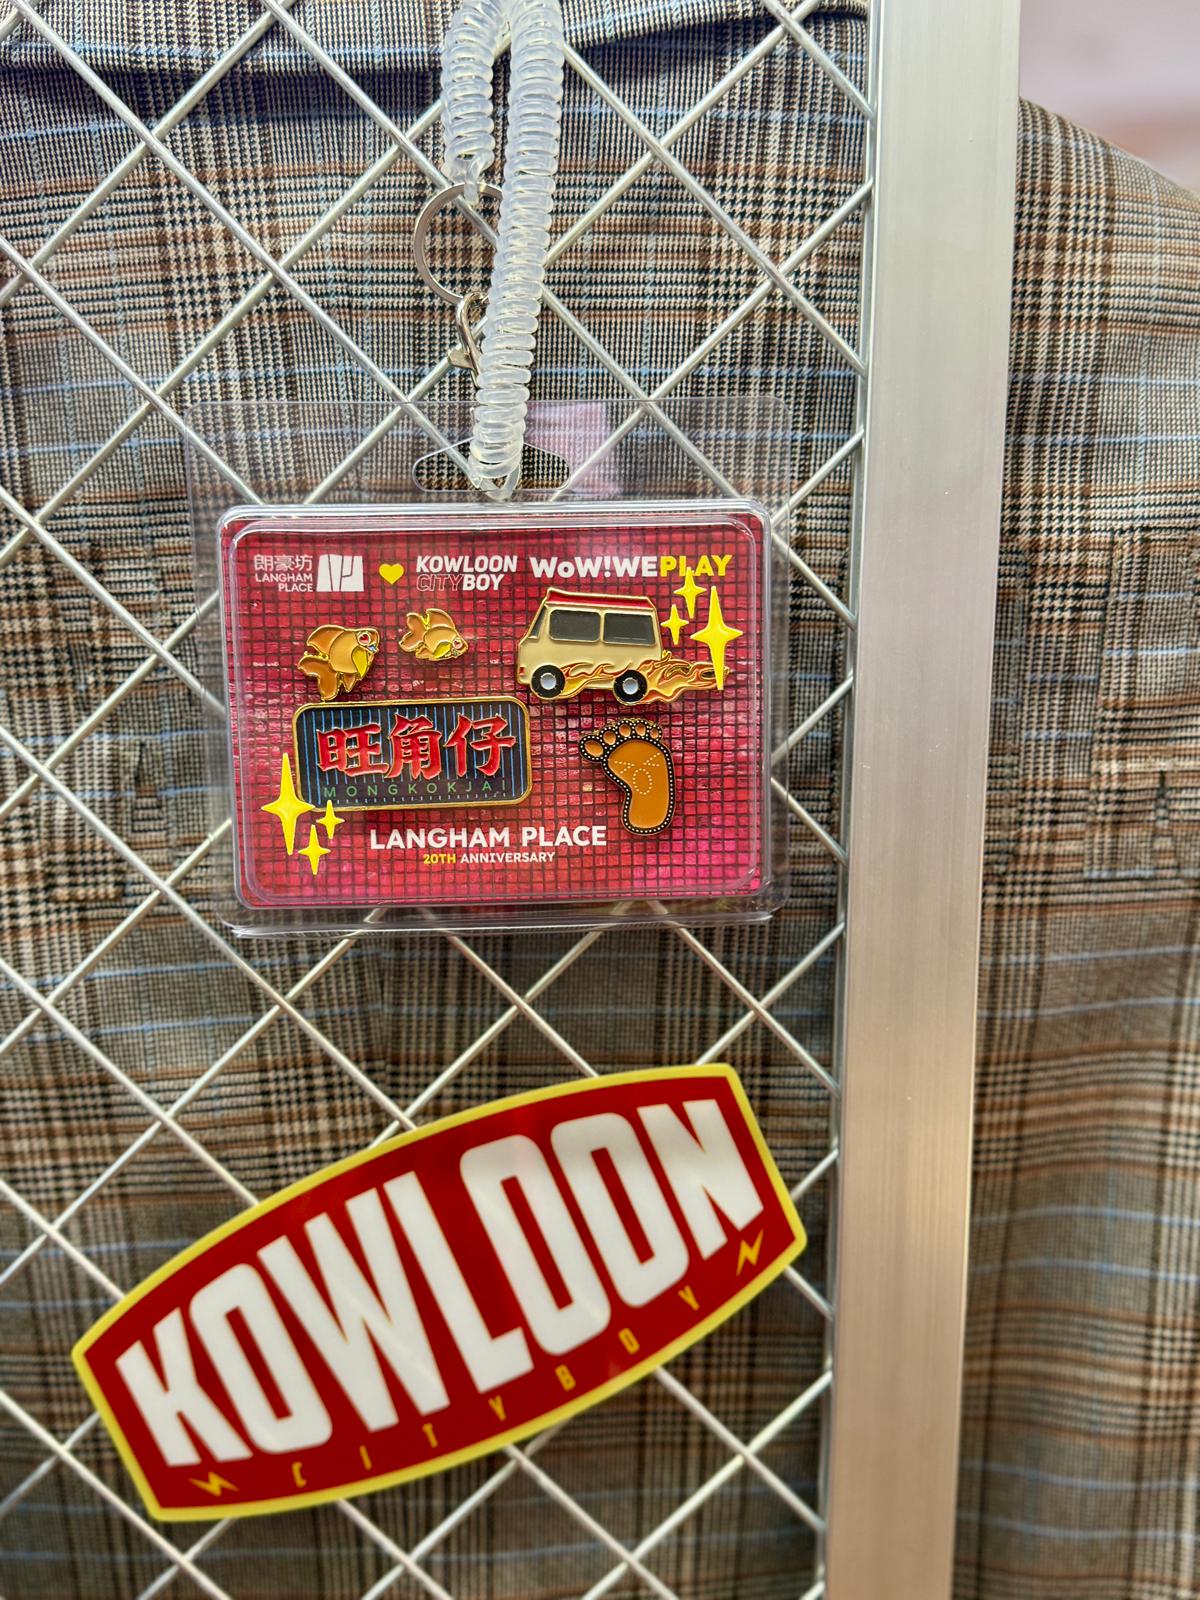 朗豪坊
LANGHAM
PLACE
KOWLOON
CITYBOY
WoW!WEPLAY
旺角仔
MONGKOKJAI
LANGHAM PLACE
20TH ANNIVERSARY
KOWLOON
CITYBOY